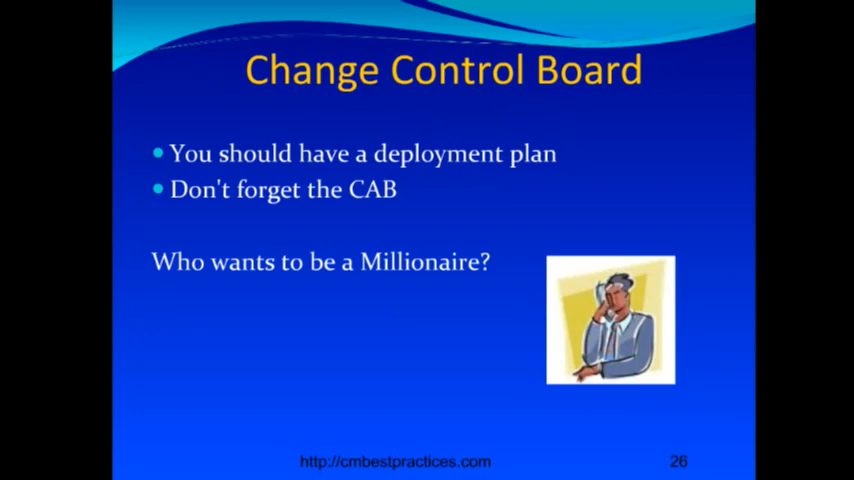 Change Control Board
You should have a deployment plan
Don't forget the CAB
Who wants to be a Millionaire?
http://cmbestpractices.com
26